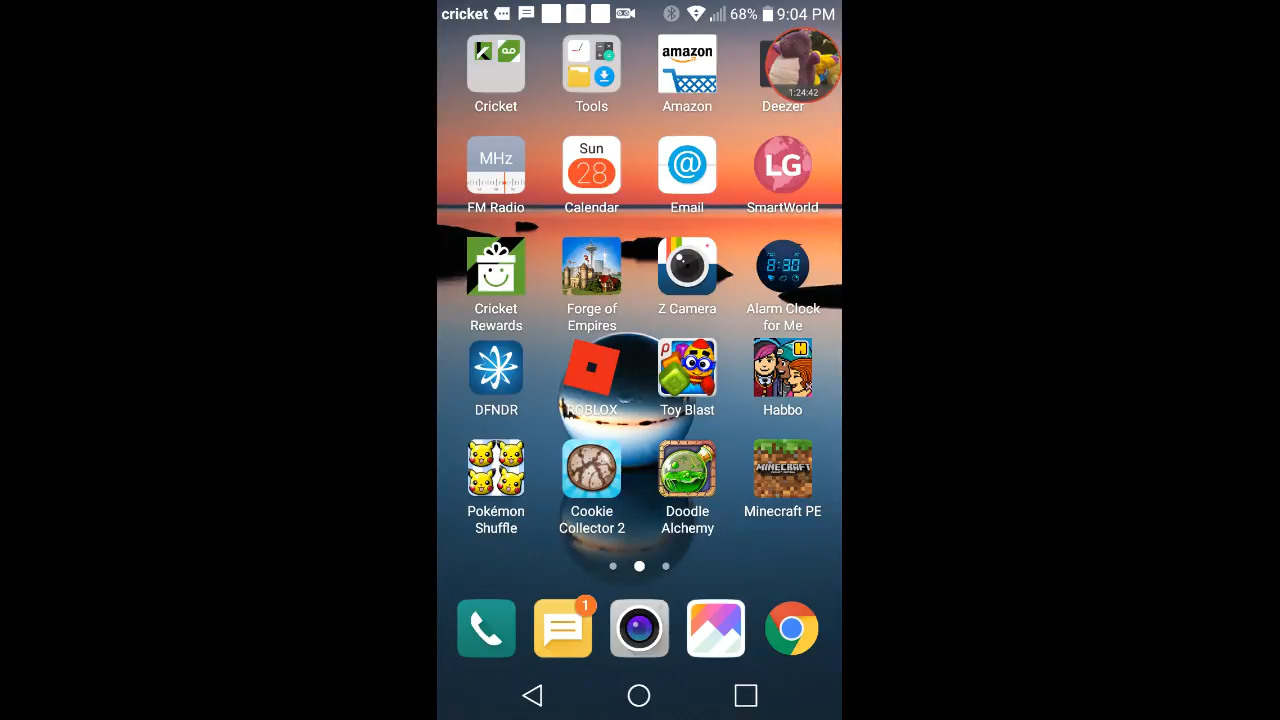 cricket 68% 9:04 PM
1:24:42
amazon
Cricket Tools Amazon Deezer
MHz Sun
28 @ LG
FM Radio Calendar Email SmartWorld
8:30
Cricket Rewards Forge of Empires Z Camera Alarm Clock for Me
H
DFNDR ROBLOX Toy Blast Habbo
MINECRAFT
Pokémon Shuffle Cookie Collector 2 Doodle Alchemy Minecraft PE
1